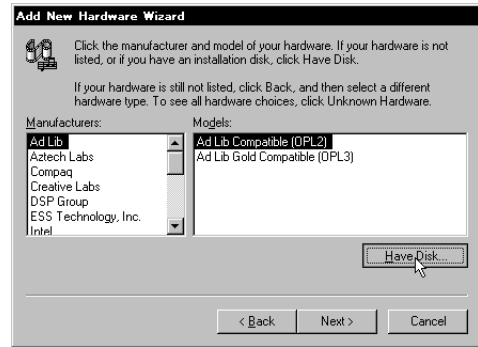 Add New Hardware Wizard
Click the manufacturer and model of your hardware. If your hardware is not
listed, or if you have an installation disk, click Have Disk.
If your hardware is still not listed, click Back, and then select a different
hardware type. To see all hardware choices, click Unknown Hardware.
Manufacturers:
Models:
Ad Lib
Aztech Labs
Compaq
Creative Labs
DSP Group
ESS Technology, Inc.
Intel
Ad Lib Compatible (OPL2)
Ad Lib Gold Compatible (OPL3)
Have Disk...
< Back
Next >
Cancel